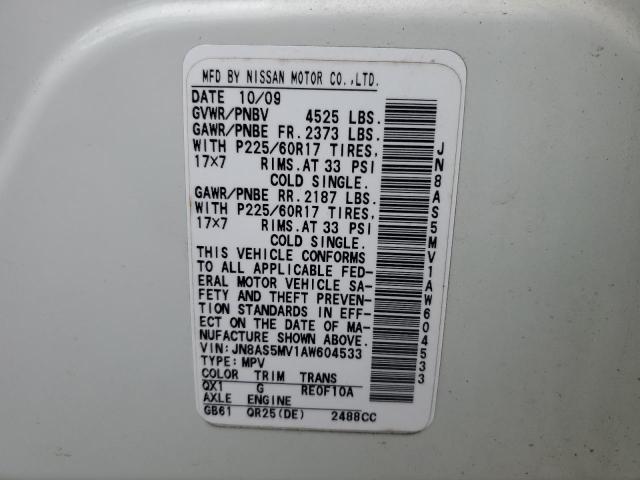 MFD BY NISSAN MOTOR CO.,LTD.
DATE 10/09
GVWR/PNBV 4525 LBS.
GAWR/PNBE FR. 2373 LBS.
WITH P225/60R17 TIRES,
17×7 RIMS.AT 33 PSI
COLD SINGLE.
GAWR/PNBE RR. 2187 LBS.
WITH P225/60R17 TIRES,
17×7 RIMS.AT 33 PSI
COLD SINGLE.
THIS VEHICLE CONFORMS
TO ALL APPLICABLE FED-
ERAL MOTOR VEHICLE SA-
FETY AND THEFT PREVEN-
TION STANDARDS IN EFF-
ECT ON THE DATE OF MA-
NUFACTURE SHOWN ABOVE.
VIN: JN8AS5MV1AW604533
TYPE: MPV
COLOR TRIM TRANS
QX1 G RE0F10A
AXLE ENGINE
GB61 QR25(DE) 2488CC
JN8AS5MV1AW604533